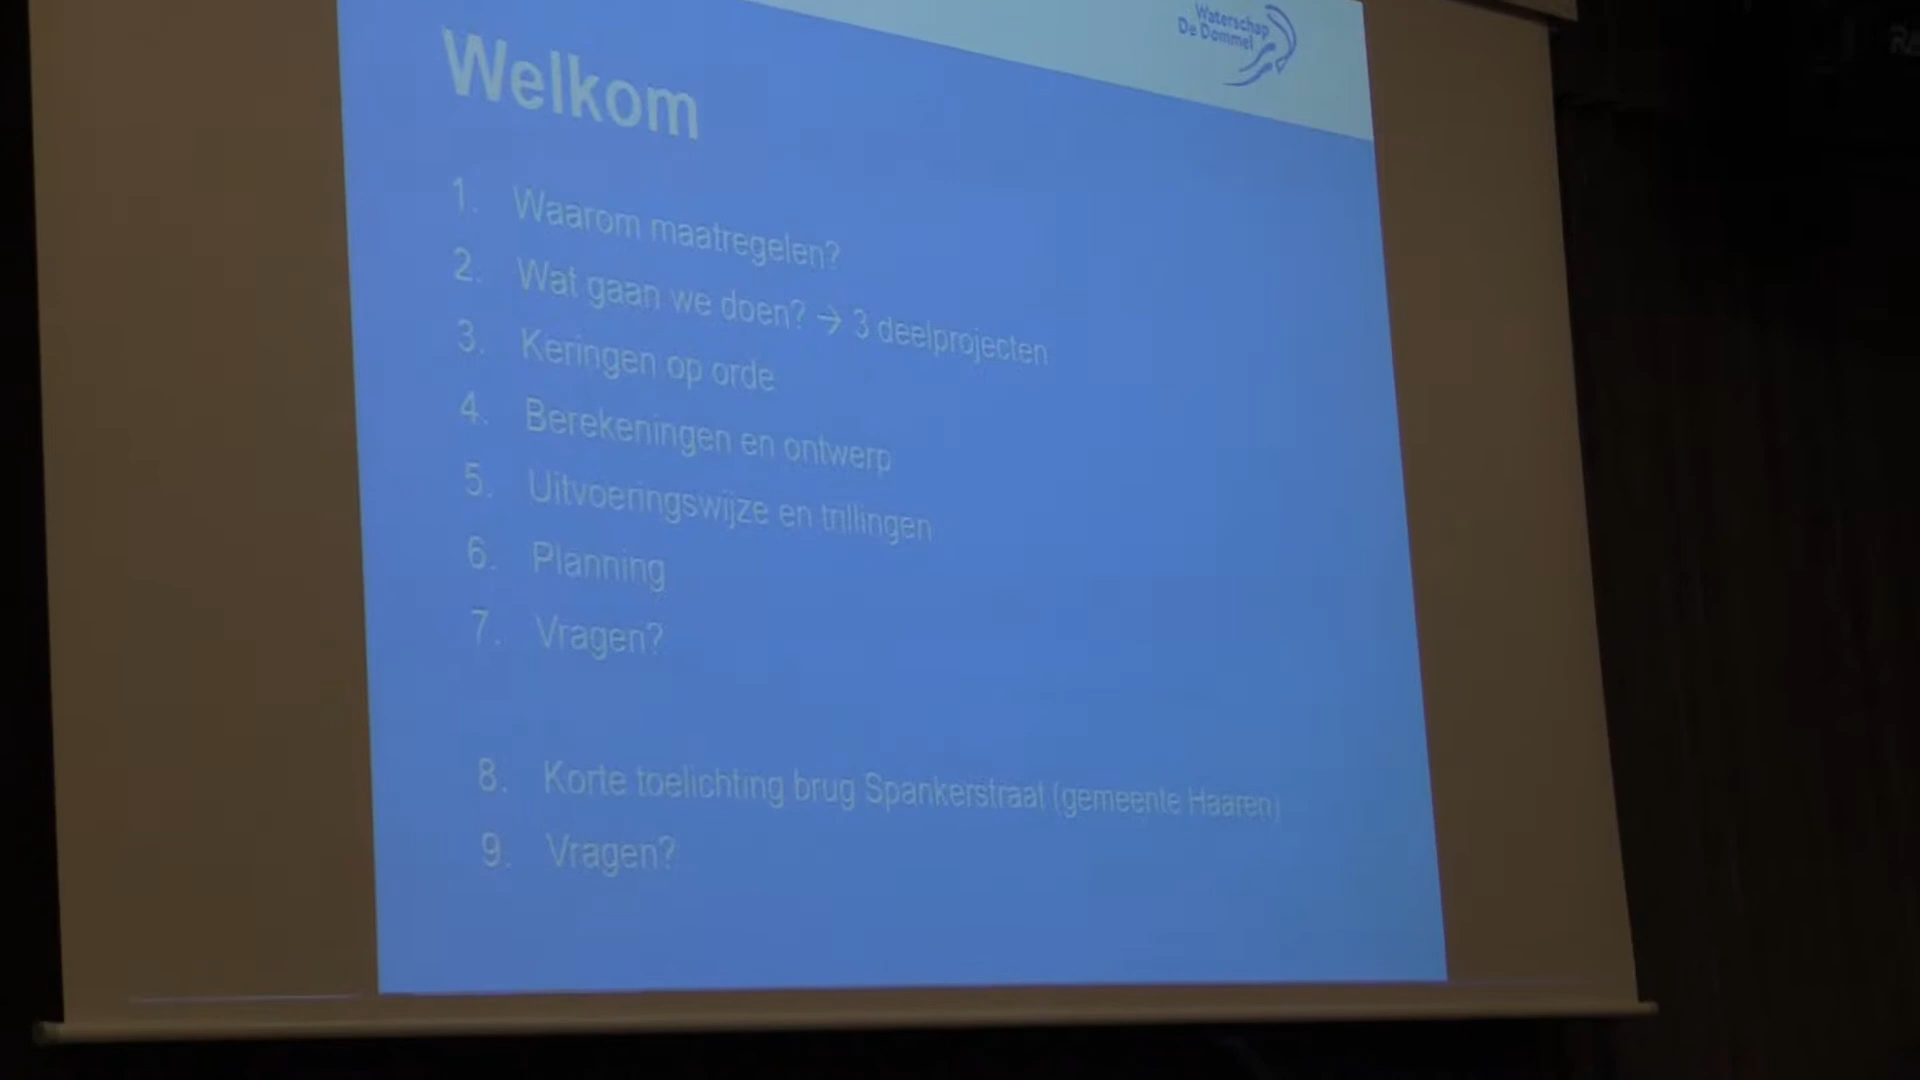 Waterschap
De Dommel
Welkom
1. Waarom maatregelen?
2. Wat gaan we doen? → 3 deelprojecten
3. Keringen op orde
4. Berekeningen en ontwerp
5. Uitvoeringswijze en trillingen
6. Planning
7. Vragen?
8. Korte toelichting brug Spankerstraat (gemeente Haaren)
9. Vragen?